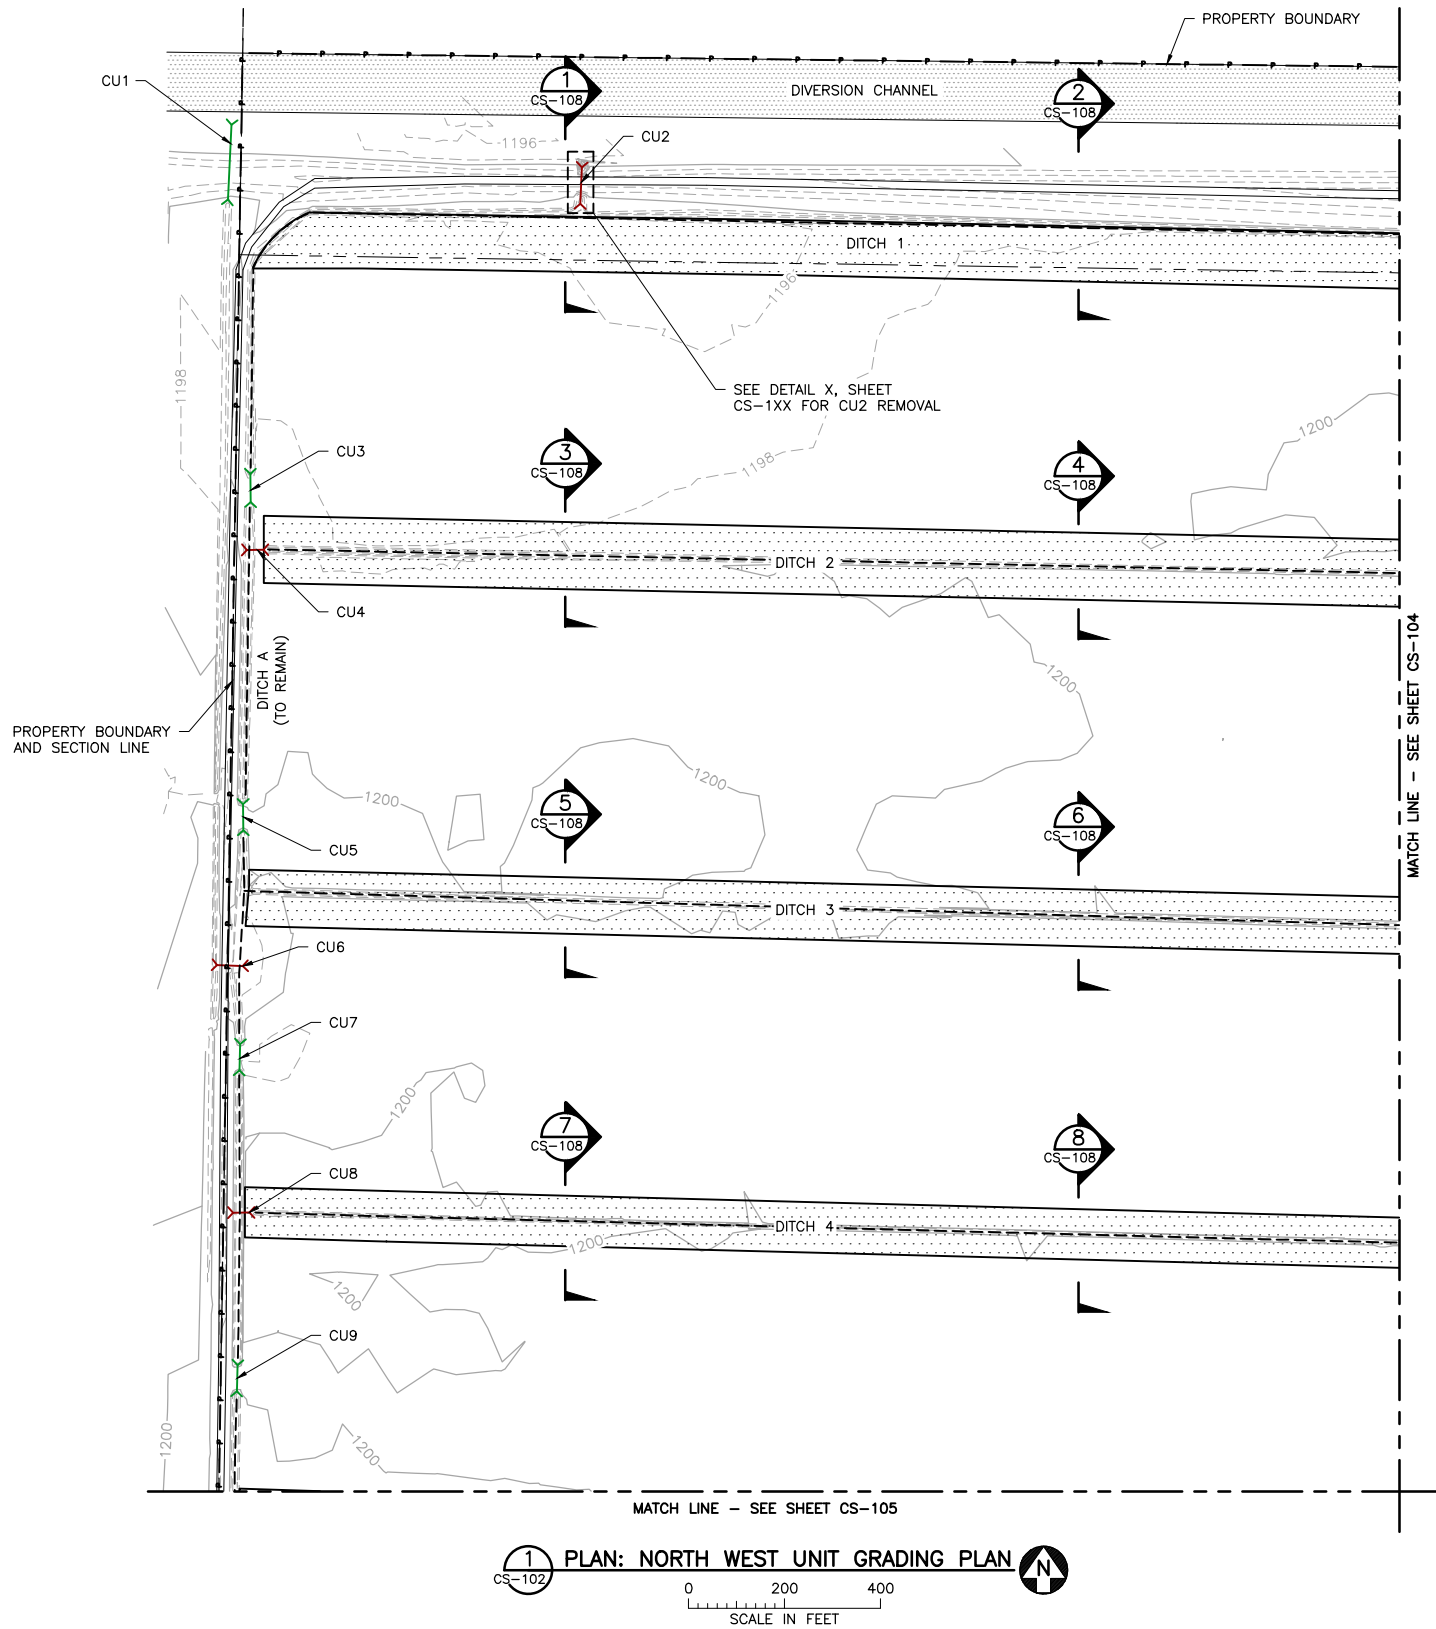 PROPERTY BOUNDARY
CU1
1
CS-108
DIVERSION CHANNEL
2
CS-108
1196
CU2
DITCH 1
1196
1198
SEE DETAIL X, SHEET
CS-1XX FOR CU2 REMOVAL
1200
CU3
3
CS-108
1198
4
CS-108
DITCH 2
CU4
DITCH A
(TO REMAIN)
1200
MATCH LINE - SEE SHEET CS-104
PROPERTY BOUNDARY
AND SECTION LINE
1200
1200
5
CS-108
6
CS-108
CU5
DITCH 3
CU6
CU7
1200
7
CS-108
8
CS-108
CU8
DITCH 4
1200
1200
CU9
1200
1200
MATCH LINE - SEE SHEET CS-105
1
CS-102
PLAN: NORTH WEST UNIT GRADING PLAN
N
0 200 400
SCALE IN FEET